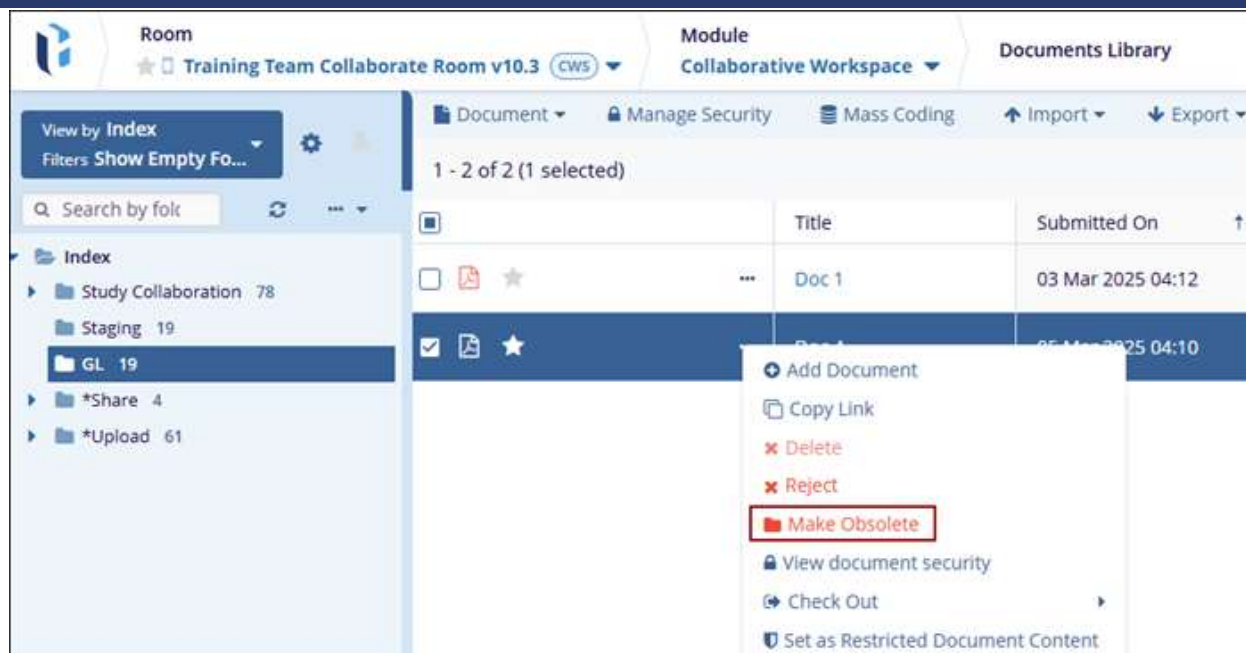 Room
Training Team Collaborate Room v10.3 CWS
Module
Collaborative Workspace
Documents Library
View by Index
Filters Show Empty Fo...
Document
Manage Security
Mass Coding
Import
Export
1 - 2 of 2 (1 selected)
Search by folc
...
Title
Submitted On
Index
Study Collaboration 78
Staging 19
GL 19
*Share 4
*Upload 61
... Doc 1 03 Mar 2025 04:12
2025 04:10
Add Document
Copy Link
Delete
Reject
Make Obsolete
View document security
Check Out
Set as Restricted Document Content